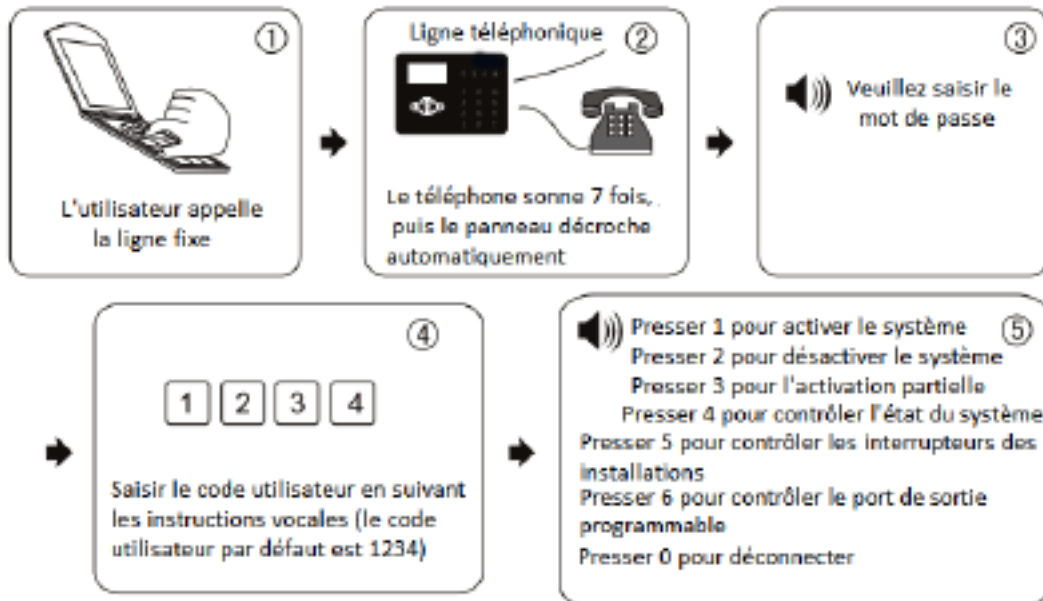 ①
L'utilisateur appelle
la ligne fixe
Ligne téléphonique ②
Le téléphone sonne 7 fois,
puis le panneau décroche
automatiquement
③
Veuillez saisir le
mot de passe
④
1 2 3 4
Saisir le code utilisateur en suivant
les instructions vocales (le code
utilisateur par défaut est 1234)
Presser 1 pour activer le système ⑤
Presser 2 pour désactiver le système
Presser 3 pour l'activation partielle
Presser 4 pour contrôler l'état du système
Presser 5 pour contrôler les interrupteurs des
installations
Presser 6 pour contrôler le port de sortie
programmable
Presser 0 pour déconnecter